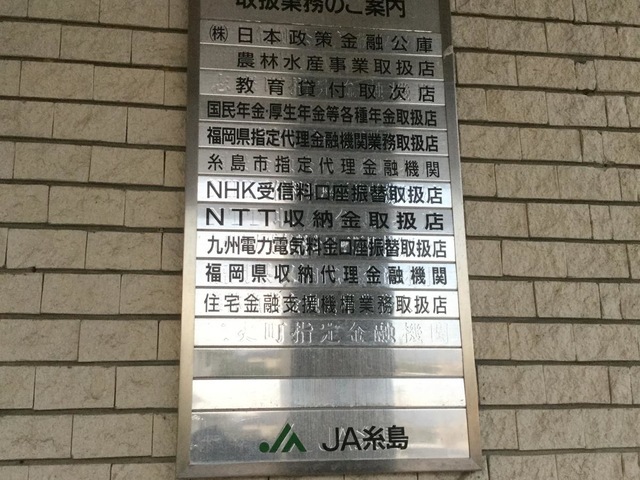 取扱業務のご案内
㈱日本政策金融公庫
農林水産事業取扱店
教育貸付取次店
国民年金・厚生年金等各種年金取扱店
福岡県指定代理金融機関業務取扱店
糸島市指定代理金融機関
NHK受信料口座振替取扱店
NTT収納金取扱店
九州電力電気料金口座振替取扱店
福岡県収納代理金融機関
住宅金融支援機構業務取扱店
町指定金融機関
JA糸島